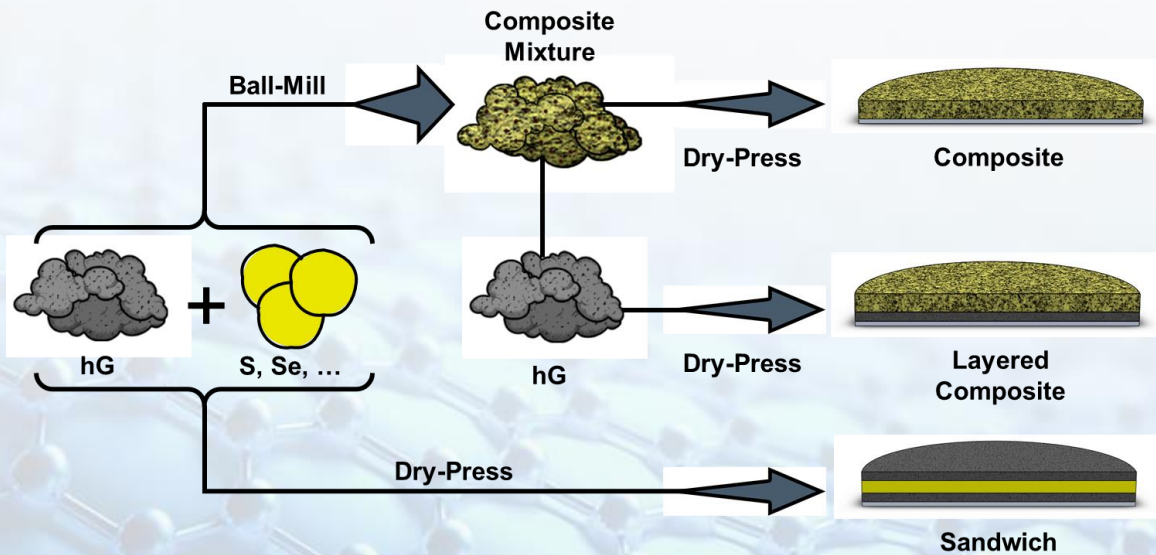 Composite
Mixture
Ball-Mill
Dry-Press
Composite
hG
+
S, Se, ...
hG
Dry-Press
Layered
Composite
Dry-Press
Sandwich